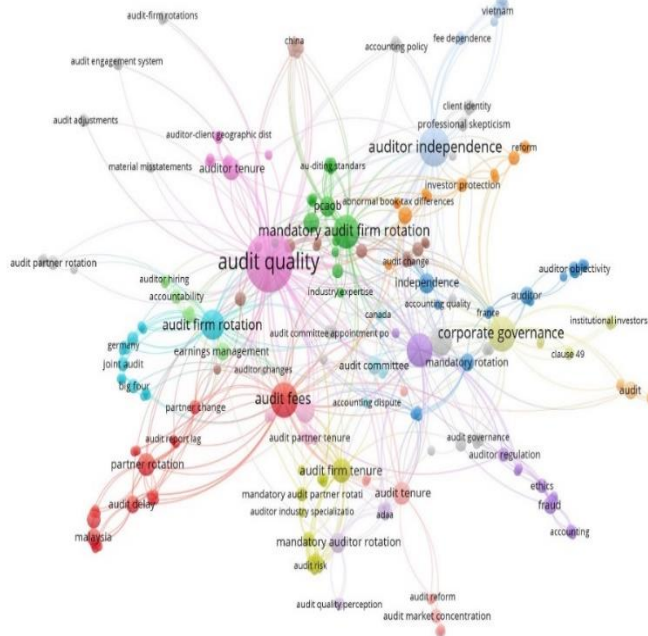 vietnam
audit-firm rotations
fee dependence
china
accounting policy
audit engagement system
client identity
professional skepticism
audit adjustments
auditor-client geographic dist
auditor independence
reform
au-diting standars
material misstatements
auditor tenure
investor protection
pcaob
abnormal book tax differences
mandatory audit firm rotation
audit change
audit partner rotation
audit quality
auditor objectivity
auditor hiring
independence
industry expertise
auditor
accountability
accounting quality
institutional investors
canada
france
audit firm rotation
audit committee appointment po
corporate governance
germany
earnings management
clause 49
joint audit
audit committee
mandatory rotation
auditor changes
big four
audit
audit fees
accounting dispute
partner change
audit report lag
audit partner tenure
audit governance
auditor regulation
partner rotation
audit firm tenure
ethics
mandatory audit partner rotati
audit tenure
audit delay
fraud
auditor industry specializatio
adaa
malaysia
accounting
mandatory auditor rotation
audit risk
audit reform
audit quality perception
audit market concentration